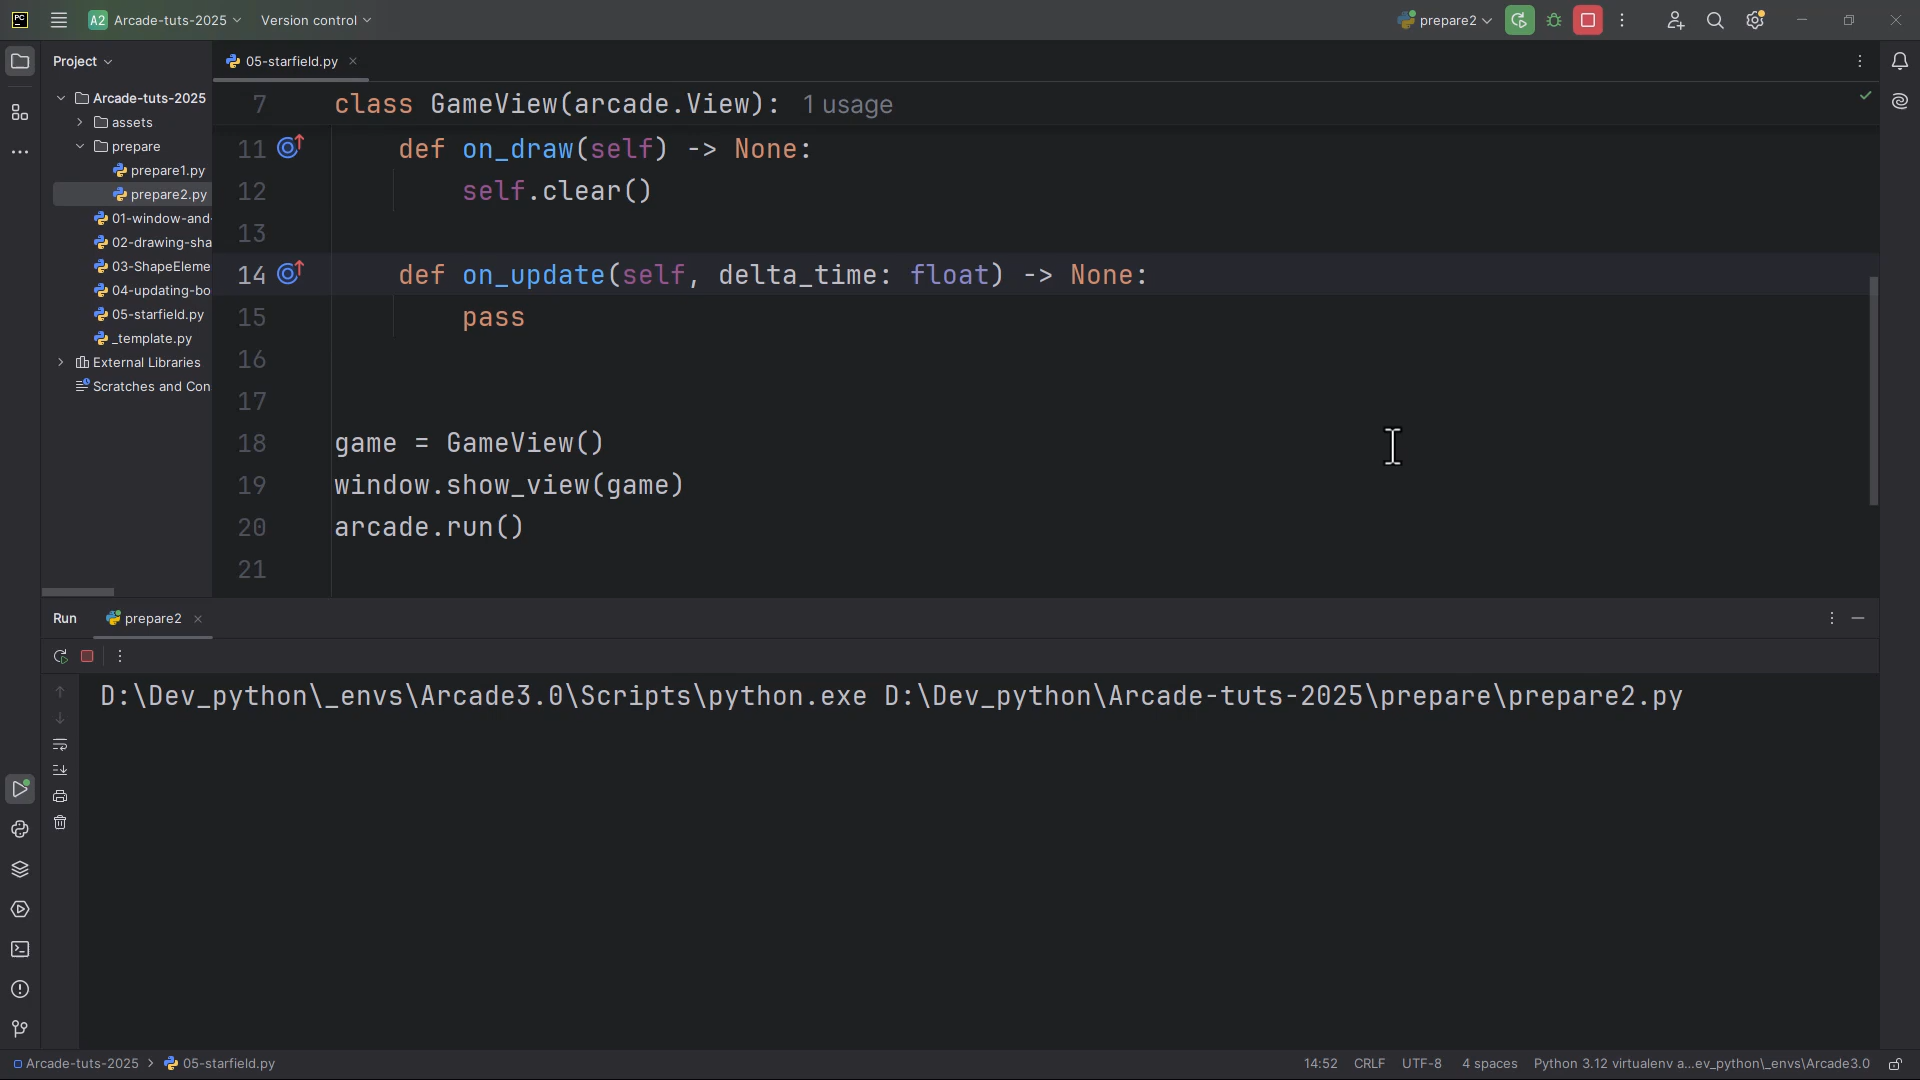 PC A2 Arcade-tuts-2025 Version control prepare2
Project
05-starfield.py
Arcade-tuts-2025
assets
prepare
prepare1.py
prepare2.py
01-window-and-
02-drawing-sha
03-ShapeEleme
04-updating-bo
05-starfield.py
_template.py
External Libraries
Scratches and Con
7 class GameView(arcade.View): 1 usage
11 def on_draw(self) -> None:
12 self.clear()
13
14 def on_update(self, delta_time: float) -> None:
15 pass
16
17
18 game = GameView()
19 window.show_view(game)
20 arcade.run()
21
Run prepare2
D:\Dev_python\_envs\Arcade3.0\Scripts\python.exe D:\Dev_python\Arcade-tuts-2025\prepare\prepare2.py
Arcade-tuts-2025 > 05-starfield.py 14:52 CRLF UTF-8 4 spaces Python 3.12 virtualenv a...ev_python\_envs\Arcade3.0